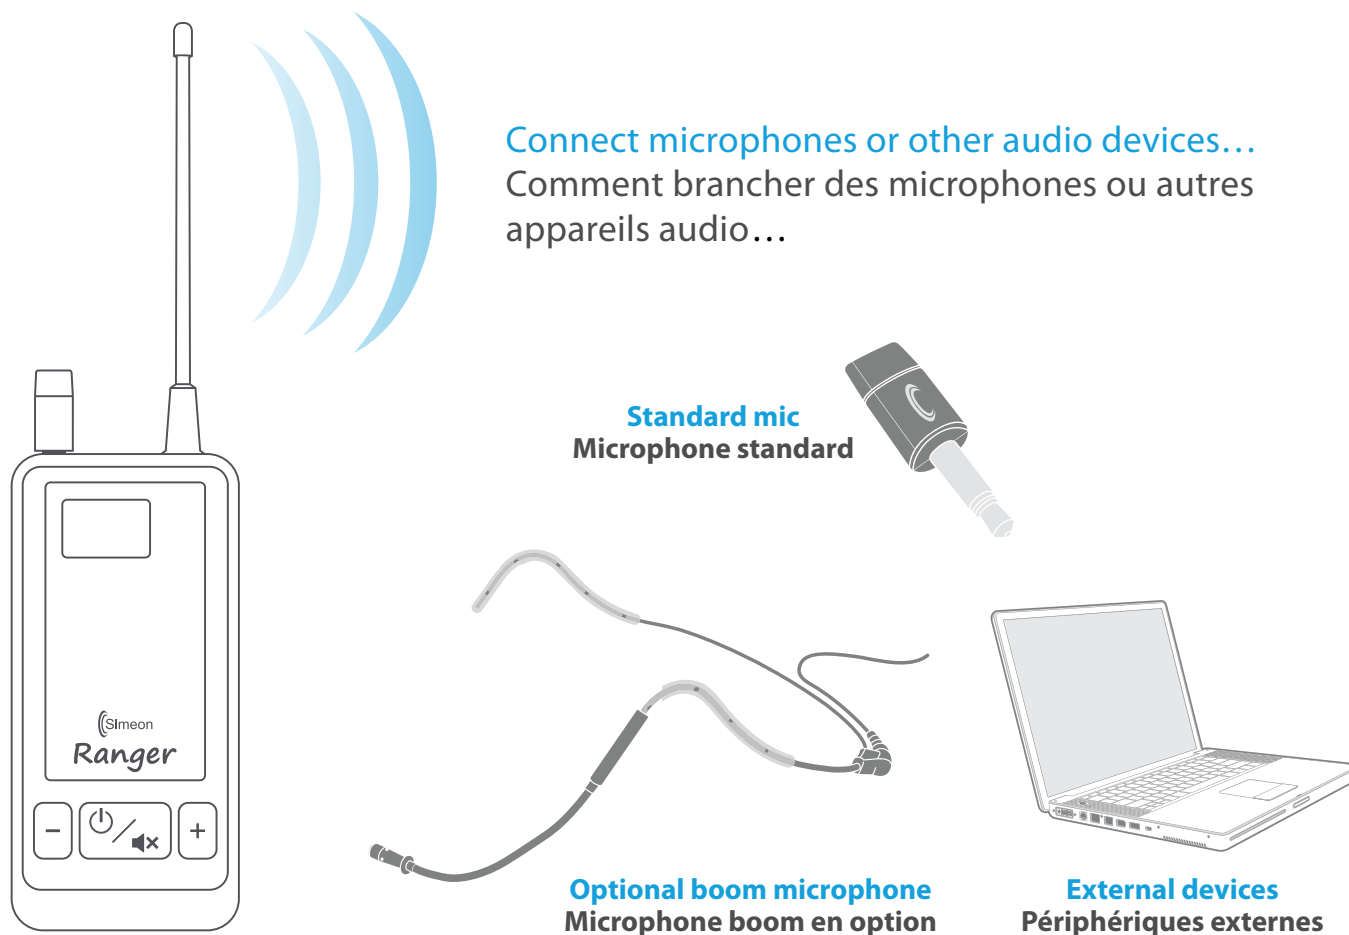 Connect microphones or other audio devices…
Comment brancher des microphones ou autres
appareils audio…
Standard mic
Microphone standard
SImeon
Ranger
Optional boom microphone
Microphone boom en option
External devices
Périphériques externes